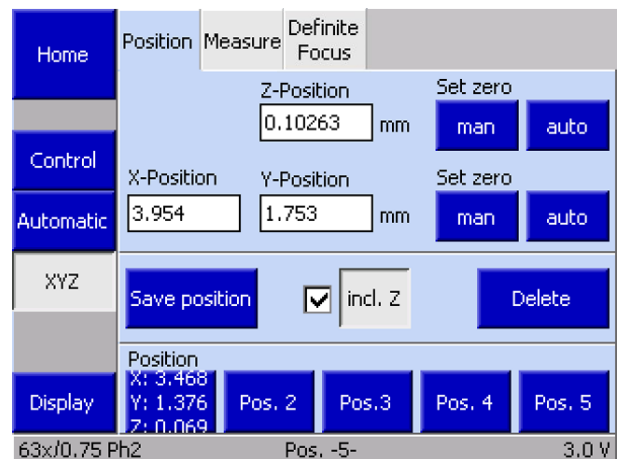 Home
Control
Automatic
XYZ
Display
Position
Measure
Definite
Focus
Z-Position
Set zero
0.10263
mm
man
auto
X-Position
Y-Position
Set zero
3.954
1.753
mm
man
auto
Save position
incl. Z
Delete
Position
X: 3.468
Y: 1.376
Z: 0.069
Pos. 2
Pos.3
Pos. 4
Pos. 5
63x/0.75 Ph2
Pos. -5-
3.0 V